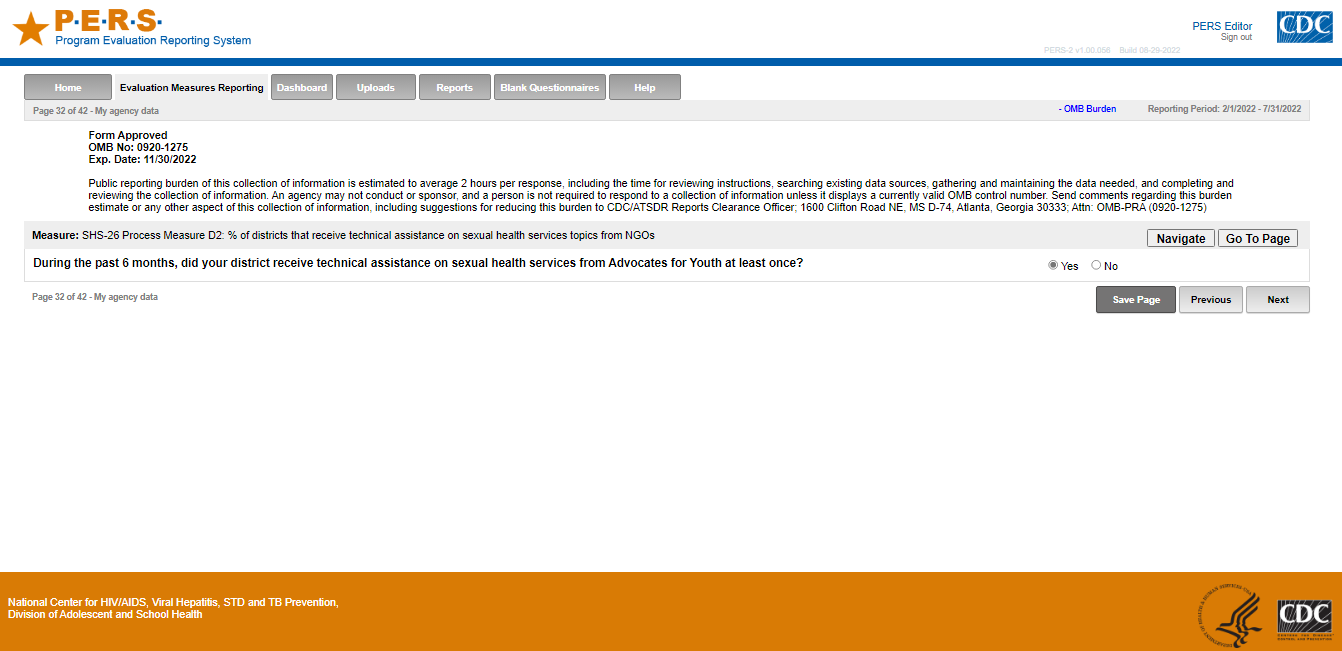 P·E·R·S·
Program Evaluation Reporting System
PERS Editor
Sign out
CDC
PERS-2 v1.00.056 Build 08-29-2022
Home Evaluation Measures Reporting Dashboard Uploads Reports Blank Questionnaires Help
Page 32 of 42 - My agency data - OMB Burden Reporting Period: 2/1/2022 - 7/31/2022
Form Approved
OMB No: 0920-1275
Exp. Date: 11/30/2022
Public reporting burden of this collection of information is estimated to average 2 hours per response, including the time for reviewing instructions, searching existing data sources, gathering and maintaining the data needed, and completing and
reviewing the collection of information. An agency may not conduct or sponsor, and a person is not required to respond to a collection of information unless it displays a currently valid OMB control number. Send comments regarding this burden
estimate or any other aspect of this collection of information, including suggestions for reducing this burden to CDC/ATSDR Reports Clearance Officer; 1600 Clifton Road NE, MS D-74, Atlanta, Georgia 30333; Attn: OMB-PRA (0920-1275)
Measure: SHS-26 Process Measure D2: % of districts that receive technical assistance on sexual health services topics from NGOs
Navigate Go To Page
During the past 6 months, did your district receive technical assistance on sexual health services from Advocates for Youth at least once? Yes No
Page 32 of 42 - My agency data
Save Page Previous Next
National Center for HIV/AIDS, Viral Hepatitis, STD and TB Prevention,
Division of Adolescent and School Health
CDC